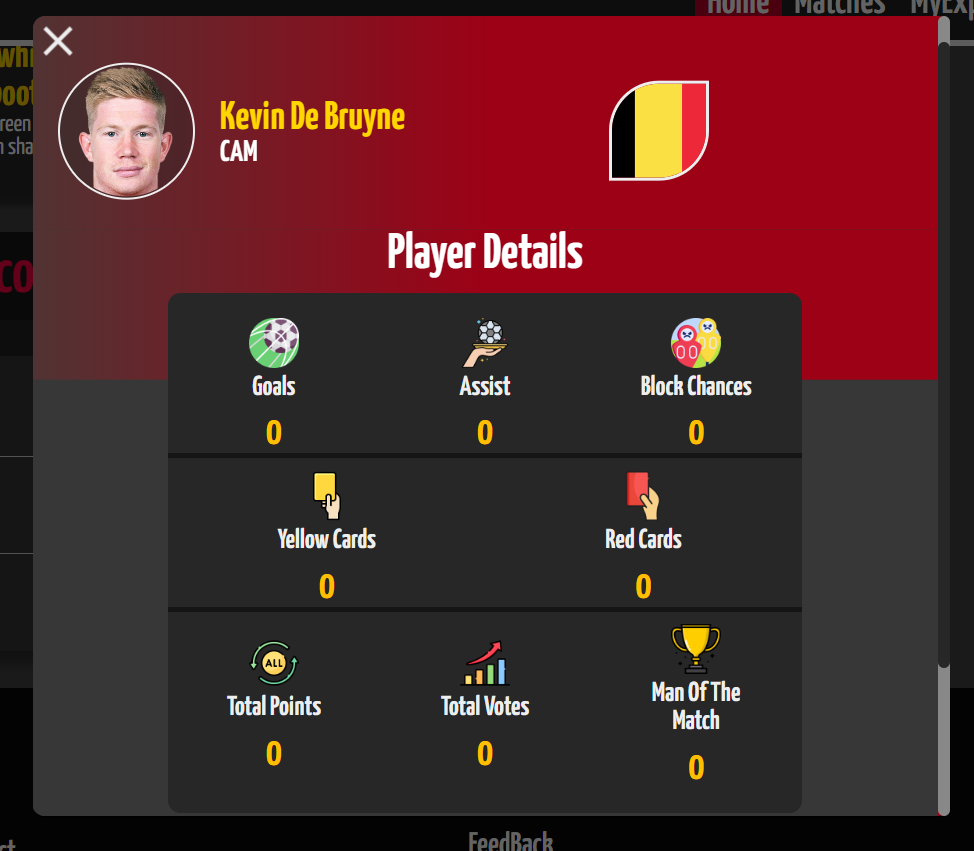 Home Matches
Kevin De Bruyne
CAM
Player Details
Goals Assist Block Chances
0 0 0
Yellow Cards Red Cards
0 0
ALL
Total Points Total Votes Man Of The
Match
0 0 0
FeedBack